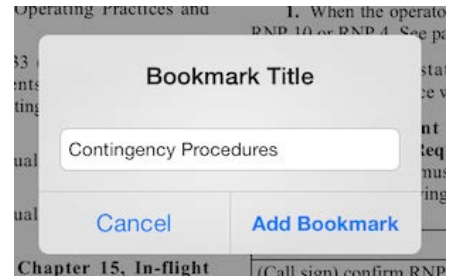 Operating Practices and
1. When the operato
RNP 10 or RNP 4. See pa
33
Bookmark Title
Contingency Procedures
Cancel
Add Bookmark
Chapter 15, In-flight
(Call sign) confirm RNP